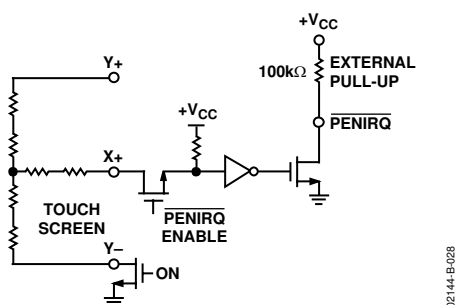 +VCC
100kΩ
EXTERNAL
PULL-UP
Y+
+VCC
PENIRQ
X+
TOUCH
SCREEN
PENIRQ
ENABLE
Y–
ON
02144-B-028